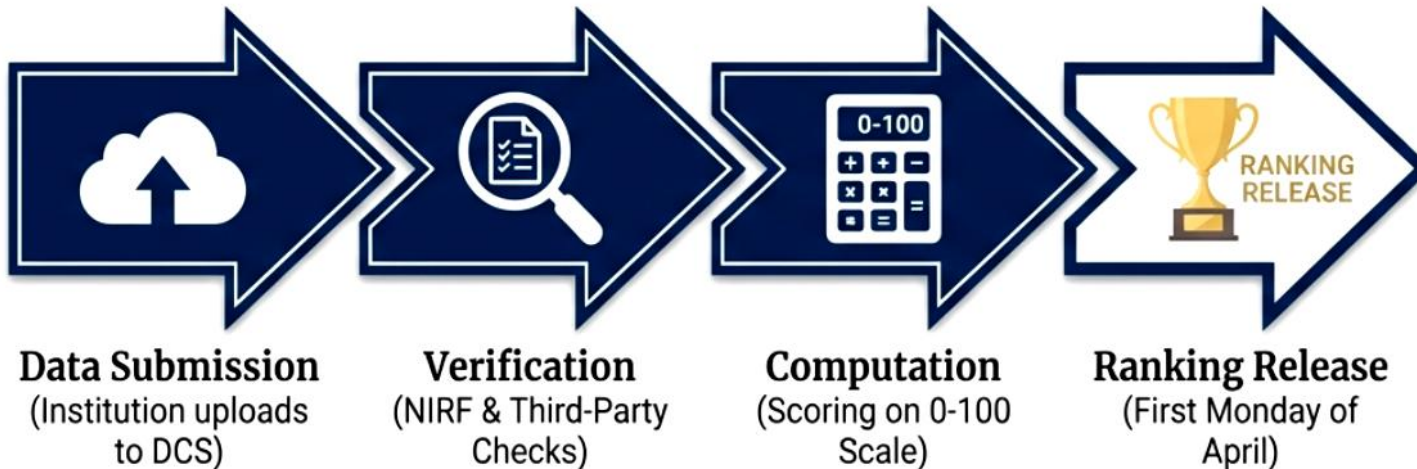 0-100
RANKING
RELEASE
Data Submission
(Institution uploads
to DCS)
Verification
(NIRF & Third-Party
Checks)
Computation
(Scoring on 0-100
Scale)
Ranking Release
(First Monday of
April)